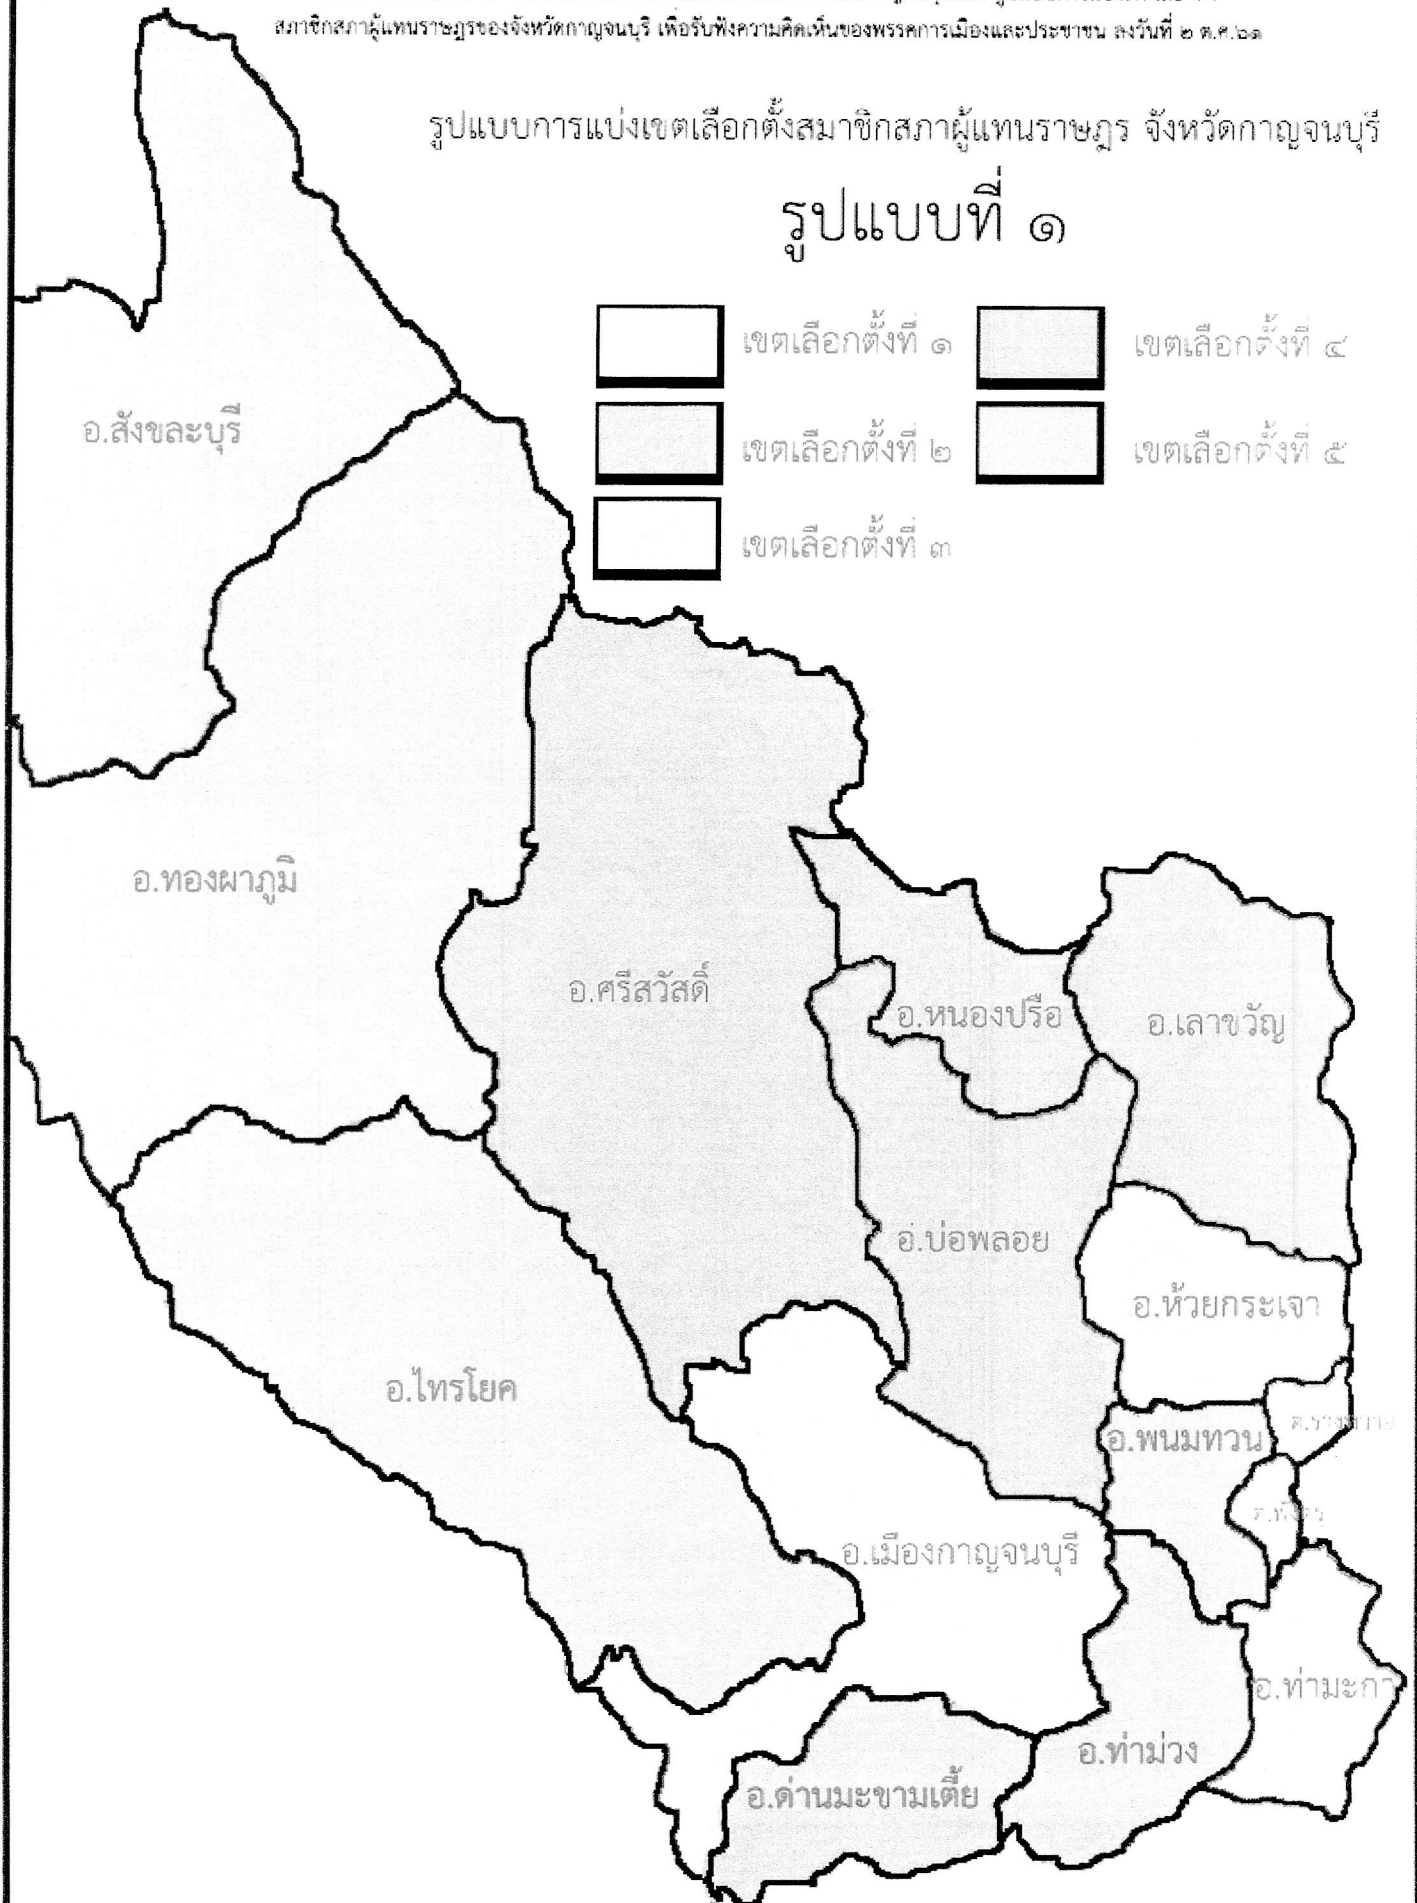 สภาชิกสภาผู้แทนราษฎรของจังหวัดกาญจนบุรี เพื่อรับฟังความคิดเห็นของพรรคการเมืองและประชาชน ลงวันที่ ๒ ต.ค.๖๑
รูปแบบการแบ่งเขตเลือกตั้งสมาชิกสภาผู้แทนราษฎร จังหวัดกาญจนบุรี
รูปแบบที่ ๑
เขตเลือกตั้งที่ ๑
เขตเลือกตั้งที่ ๔
เขตเลือกตั้งที่ ๒
เขตเลือกตั้งที่ ๕
เขตเลือกตั้งที่ ๓
อ.สังขละบุรี
อ.ทองผาภูมิ
อ.ศรีสวัสดิ์
อ.หนองปรือ
อ.เลาขวัญ
อ.บ่อพลอย
อ.ห้วยกระเจา
อ.ไทรโยค
อ.พนมทวน
อ.เมืองกาญจนบุรี
อ.ท่ามะกา
อ.ท่าม่วง
อ.ด่านมะขามเตี้ย